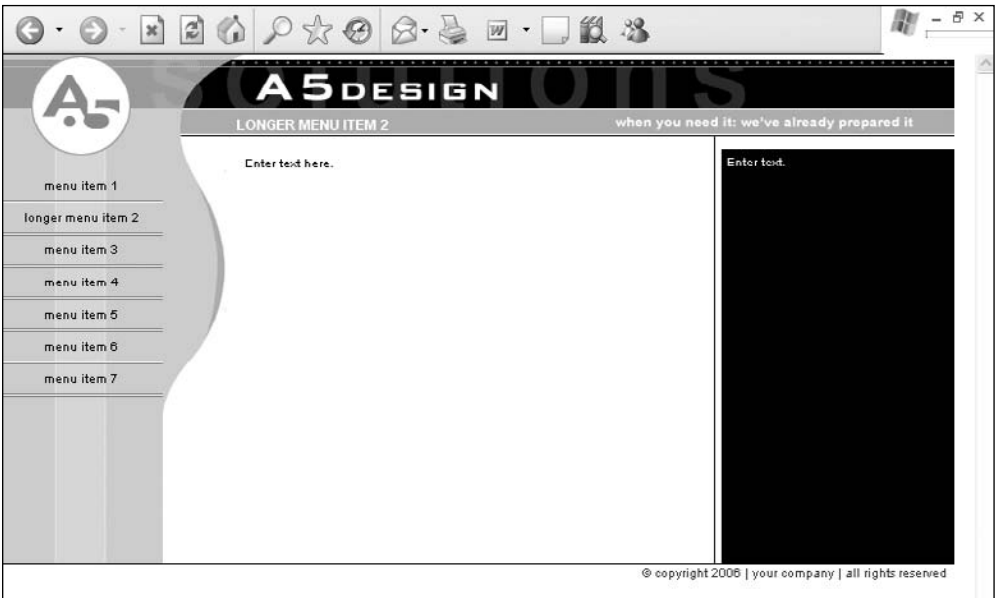 W
solutions
A5DESIGN
A5
LONGER MENU ITEM 2
when you need it: we've already prepared it
menu item 1
longer menu item 2
menu item 3
menu item 4
menu item 5
menu item 6
menu item 7
Enter text here.
Enter text.
© copyright 2006 | your company | all rights reserved